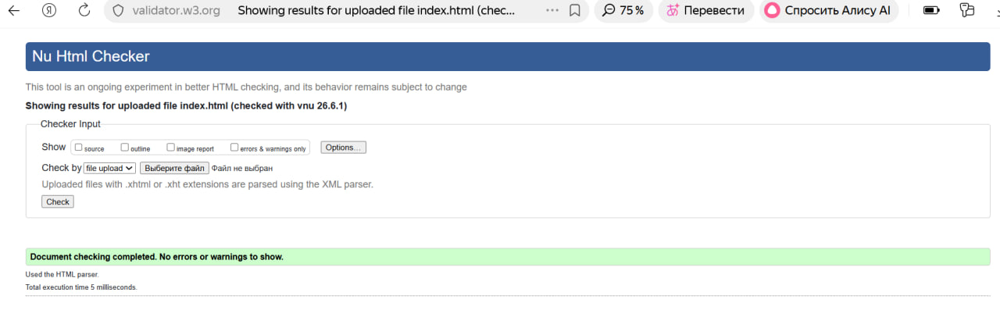 validator.w3.org Showing results for uploaded file index.html (chec... ... 75 % Перевести Спросить Алису AI
Nu Html Checker
This tool is an ongoing experiment in better HTML checking, and its behavior remains subject to change
Showing results for uploaded file index.html (checked with vnu 26.6.1)
Checker Input
Show source outline image report errors & warnings only Options...
Check by file upload Выберите файл Файл не выбран
Uploaded files with .xhtml or .xht extensions are parsed using the XML parser.
Check
Document checking completed. No errors or warnings to show.
Used the HTML parser.
Total execution time 5 milliseconds.